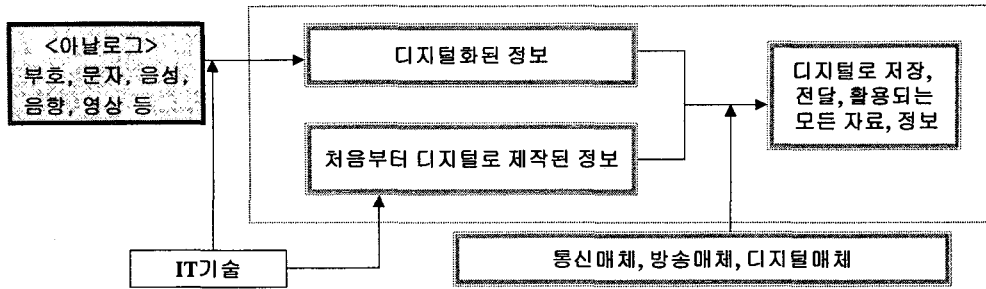 <아날로그>
부호, 문자, 음성,
음향, 영상 등
디지털화된 정보
처음부터 디지털로 제작된 정보
디지털로 저장,
전달, 활용되는
모든 자료, 정보
IT기술
통신매체, 방송매체, 디지털매체